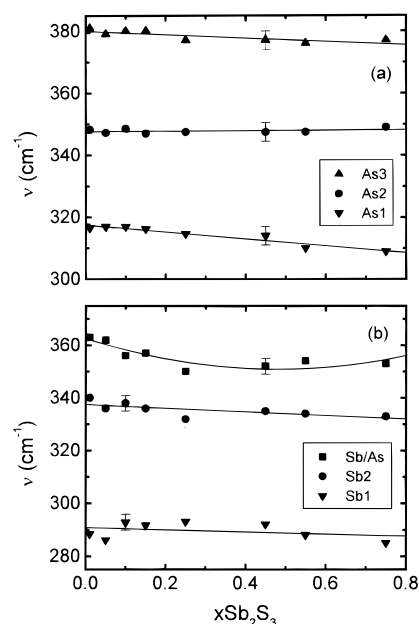 380
(a)
360
ν (cm⁻¹)
340
As3
As2
As1
320
300
(b)
360
340
ν (cm⁻¹)
320
Sb/As
Sb2
Sb1
300
280
0.0 0.2 0.4 0.6 0.8
xSb₂S₃